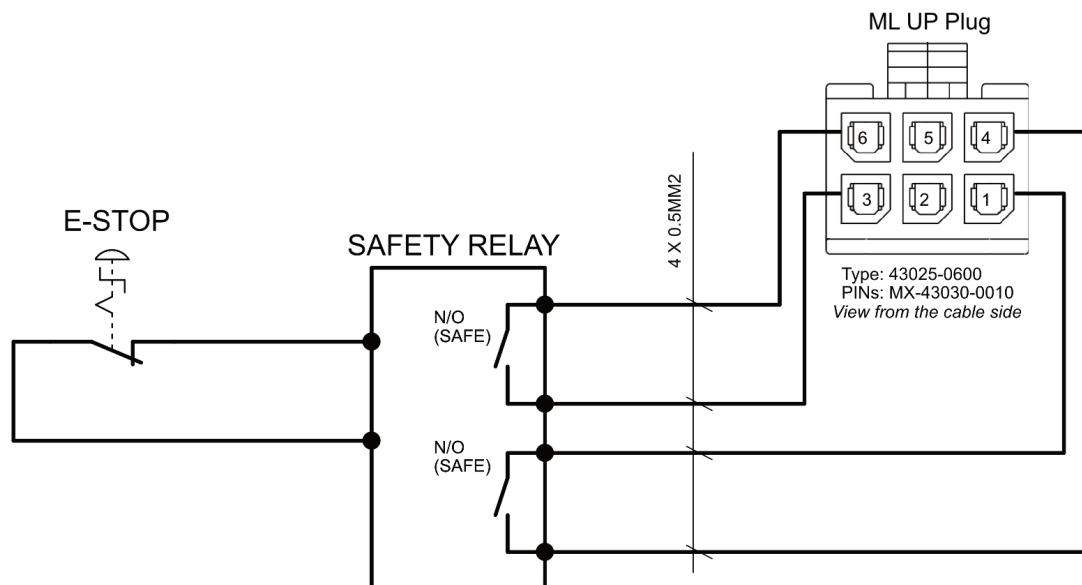 ML UP Plug
6
5
4
3
2
1
Type: 43025-0600
PINs: MX-43030-0010
View from the cable side
4 X 0.5MM2
E-STOP
SAFETY RELAY
N/O
(SAFE)
N/O
(SAFE)